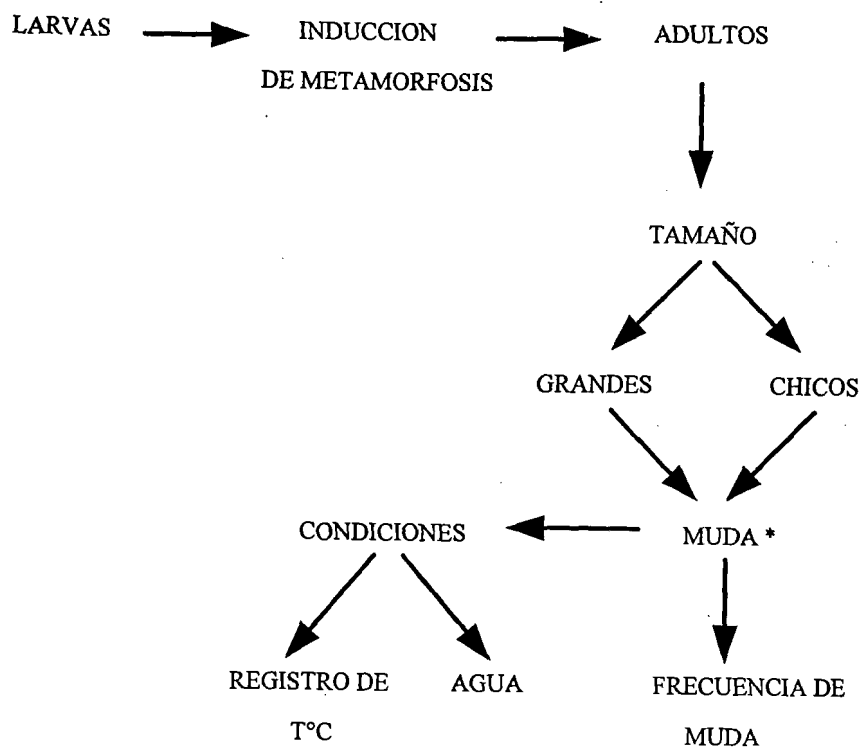 LARVAS
INDUCCION
DE METAMORFOSIS
ADULTOS
TAMAÑO
GRANDES
CHICOS
CONDICIONES
MUDA *
REGISTRO DE
T°C
AGUA
FRECUENCIA DE
MUDA